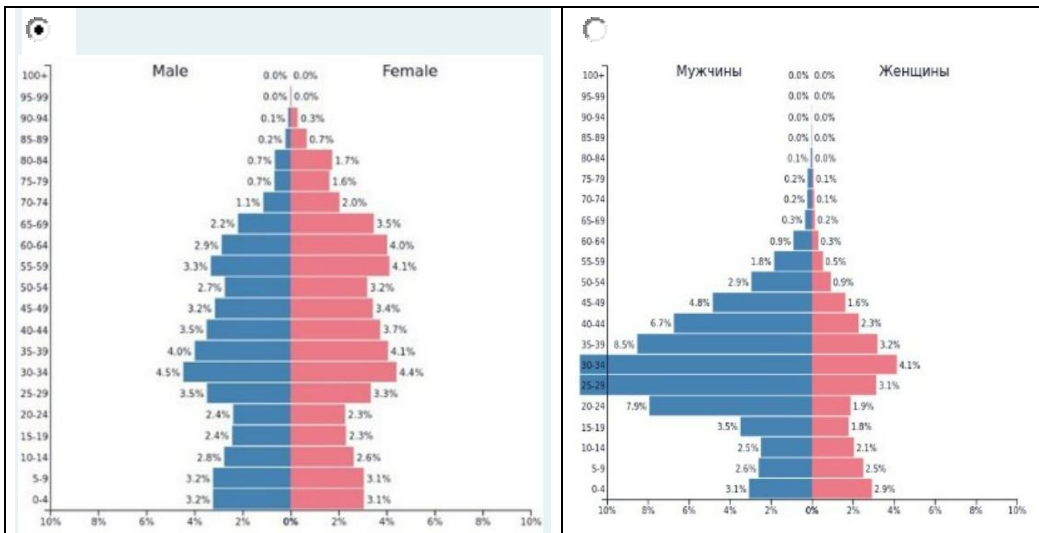 Male Female
100+ 0.0% 0.0%
95-99 0.0% 0.0%
90-94 0.1% 0.3%
85-89 0.2% 0.7%
80-84 0.7% 1.7%
75-79 0.7% 1.6%
70-74 1.1% 2.0%
65-69 2.2% 3.5%
60-64 2.9% 4.0%
55-59 3.3% 4.1%
50-54 2.7% 3.2%
45-49 3.2% 3.4%
40-44 3.5% 3.7%
35-39 4.0% 4.1%
30-34 4.5% 4.4%
25-29 3.5% 3.3%
20-24 2.4% 2.3%
15-19 2.4% 2.3%
10-14 2.8% 2.6%
5-9 3.2% 3.1%
0-4 3.2% 3.1%
10% 8% 6% 4% 2% 0% 2% 4% 6% 8% 10%
Мужчины Женщины
100+ 0.0% 0.0%
95-99 0.0% 0.0%
90-94 0.0% 0.0%
85-89 0.0% 0.0%
80-84 0.1% 0.0%
75-79 0.2% 0.1%
70-74 0.2% 0.1%
65-69 0.3% 0.2%
60-64 0.9% 0.3%
55-59 1.8% 0.5%
50-54 2.9% 0.9%
45-49 4.8% 1.6%
40-44 6.7% 2.3%
35-39 8.5% 3.2%
30-34 4.1%
25-29 3.1%
20-24 7.9% 1.9%
15-19 3.5% 1.8%
10-14 2.5% 2.1%
5-9 2.6% 2.5%
0-4 3.1% 2.9%
10% 8% 6% 4% 2% 0% 2% 4% 6% 8% 10%